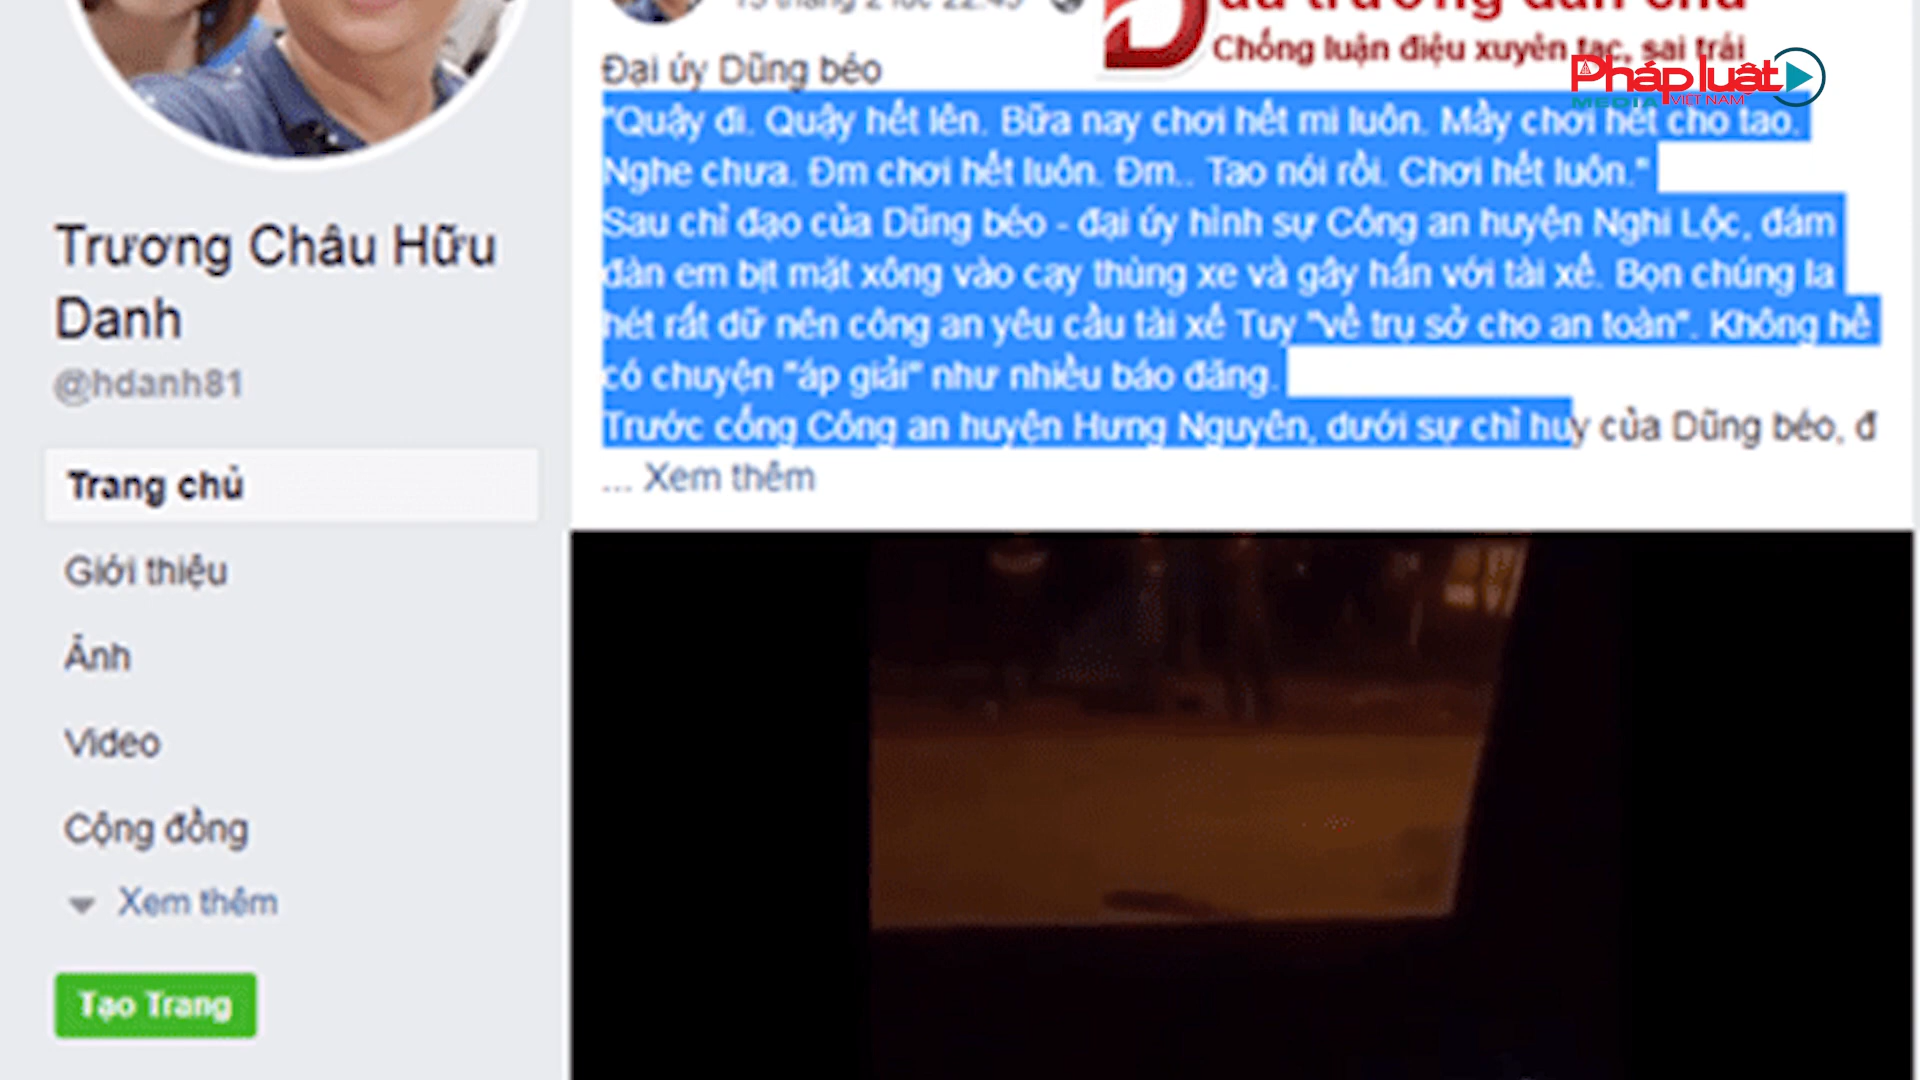 Đại úy Dũng béo
"Quậy đi. Quậy hết lên. Bữa nay chơi hết mi luôn. Mầy chơi hết cho tao.
Nghe chưa. Đm chơi hết luôn. Đm.. Tao nói rồi. Chơi hết luôn."
Sau chỉ đạo của Dũng béo - đại úy hình sự Công an huyện Nghi Lộc, đám
đàn em bịt mặt xông vào cạy thùng xe và gây hấn với tài xế. Bọn chúng la
hét rất dữ nên công an yêu cầu tài xế Tuy "về trụ sở cho an toàn". Không hề
có chuyện "áp giải" như nhiều báo đăng.
Trước cổng Công an huyện Hưng Nguyên, dưới sự chỉ huy của Dũng béo, đ
... Xem thêm
Chống luận điệu xuyên tạc, sai trái
Pháp luật
MEDIA VIỆT NAM
Trương Châu Hữu
Danh
@hdanh81
Trang chủ
Giới thiệu
Ảnh
Video
Cộng đồng
Xem thêm
Tạo Trang